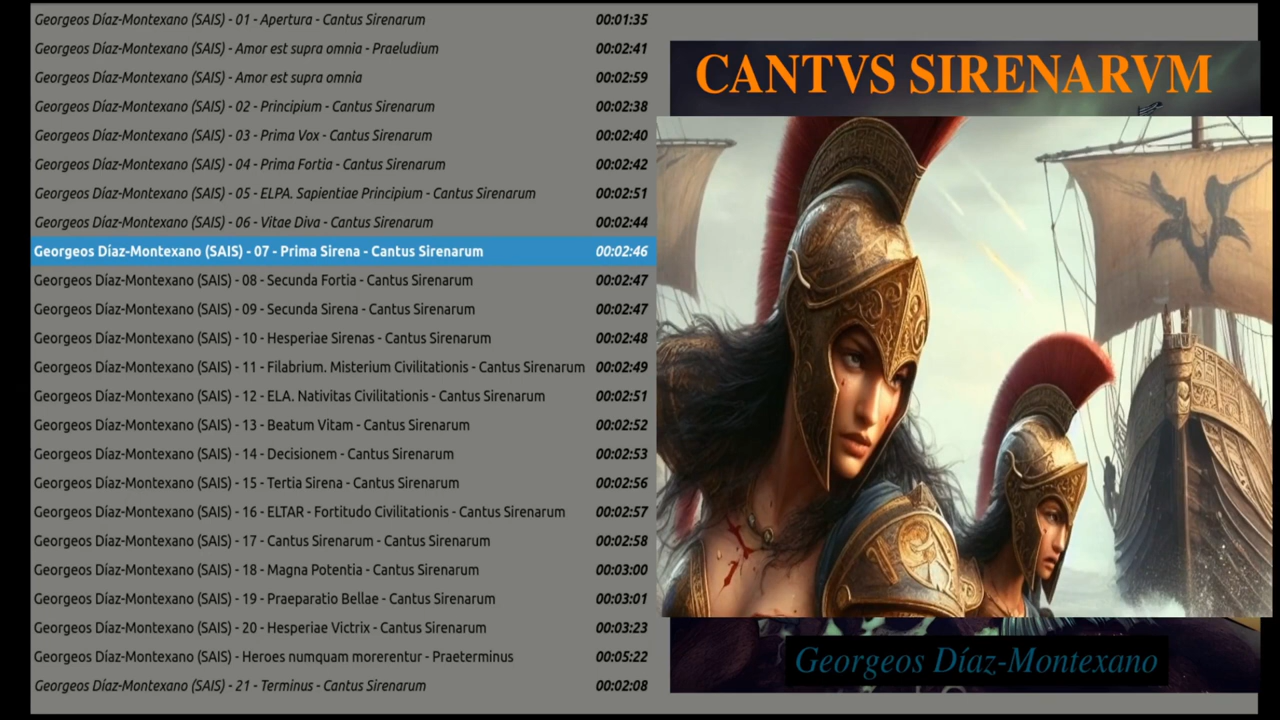 Georgeos Díaz-Montexano (SAIS) - 01 - Apertura - Cantus Sirenarum 00:01:35
Georgeos Díaz-Montexano (SAIS) - Amor est supra omnia - Praeludium 00:02:41
Georgeos Díaz-Montexano (SAIS) - Amor est supra omnia 00:02:59
Georgeos Díaz-Montexano (SAIS) - 02 - Principium - Cantus Sirenarum 00:02:38
Georgeos Díaz-Montexano (SAIS) - 03 - Prima Vox - Cantus Sirenarum 00:02:40
Georgeos Díaz-Montexano (SAIS) - 04 - Prima Fortia - Cantus Sirenarum 00:02:42
Georgeos Díaz-Montexano (SAIS) - 05 - ELPA. Sapientiae Principium - Cantus Sirenarum 00:02:51
Georgeos Díaz-Montexano (SAIS) - 06 - Vitae Diva - Cantus Sirenarum 00:02:44
Georgeos Díaz-Montexano (SAIS) - 07 - Prima Sirena - Cantus Sirenarum 00:02:46
Georgeos Díaz-Montexano (SAIS) - 08 - Secunda Fortia - Cantus Sirenarum 00:02:47
Georgeos Díaz-Montexano (SAIS) - 09 - Secunda Sirena - Cantus Sirenarum 00:02:47
Georgeos Díaz-Montexano (SAIS) - 10 - Hesperiae Sirenas - Cantus Sirenarum 00:02:48
Georgeos Díaz-Montexano (SAIS) - 11 - Filabrium. Misterium Civilitationis - Cantus Sirenarum 00:02:49
Georgeos Díaz-Montexano (SAIS) - 12 - ELA. Nativitas Civilitationis - Cantus Sirenarum 00:02:51
Georgeos Díaz-Montexano (SAIS) - 13 - Beatum Vitam - Cantus Sirenarum 00:02:52
Georgeos Díaz-Montexano (SAIS) - 14 - Decisionem - Cantus Sirenarum 00:02:53
Georgeos Díaz-Montexano (SAIS) - 15 - Tertia Sirena - Cantus Sirenarum 00:02:56
Georgeos Díaz-Montexano (SAIS) - 16 - ELTAR - Fortitudo Civilitationis - Cantus Sirenarum 00:02:57
Georgeos Díaz-Montexano (SAIS) - 17 - Cantus Sirenarum - Cantus Sirenarum 00:02:58
Georgeos Díaz-Montexano (SAIS) - 18 - Magna Potentia - Cantus Sirenarum 00:03:00
Georgeos Díaz-Montexano (SAIS) - 19 - Praeparatio Bellae - Cantus Sirenarum 00:03:01
Georgeos Díaz-Montexano (SAIS) - 20 - Hesperiae Victrix - Cantus Sirenarum 00:03:23
Georgeos Díaz-Montexano (SAIS) - Heroes numquam morerentur - Praeterminus 00:05:22
Georgeos Díaz-Montexano (SAIS) - 21 - Terminus - Cantus Sirenarum 00:02:08
CANTVS SIRENARVM
Georgeos Díaz-Montexano